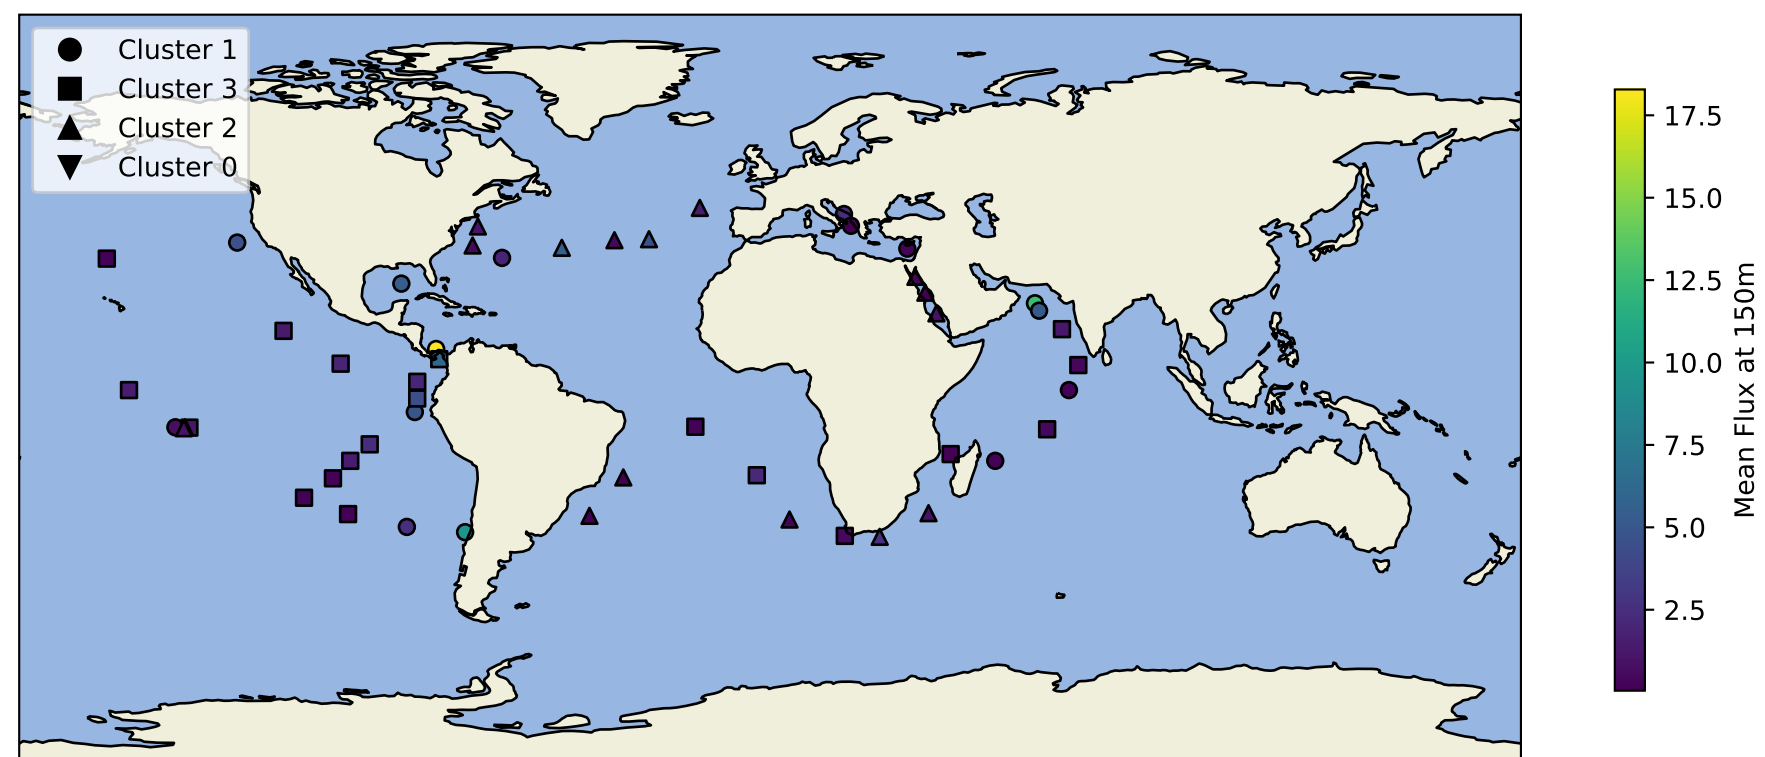 Cluster 1
Cluster 3
Cluster 2
Cluster 0
17.5
15.0
12.5
10.0
7.5
5.0
2.5
Mean Flux at 150m